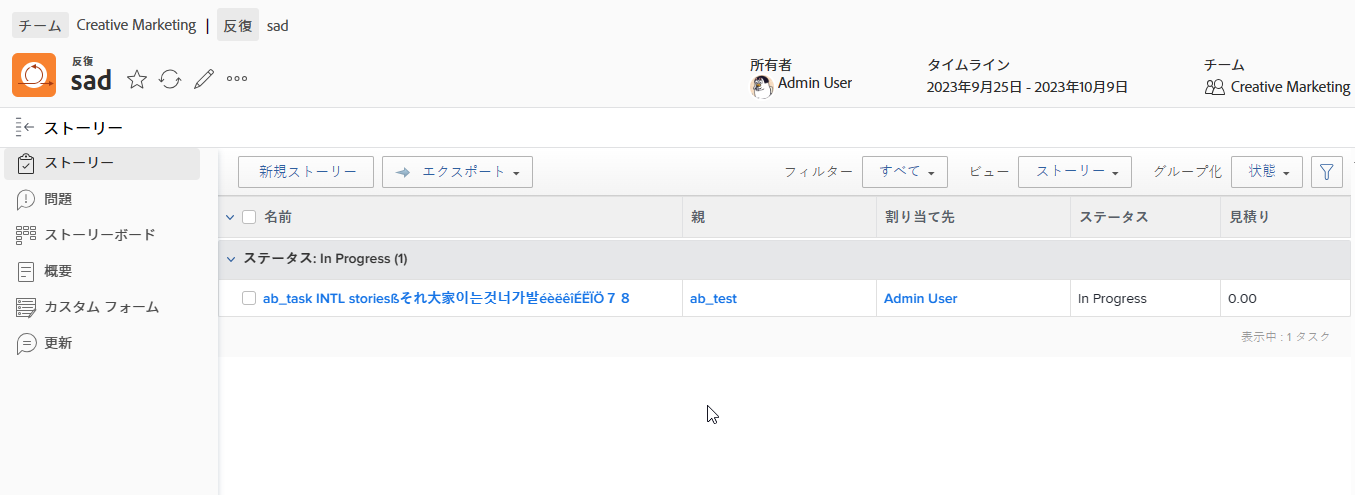 チーム Creative Marketing | 反復 sad
反復
sad
所有者
Admin User
タイムライン
2023年9月25日 - 2023年10月9日
チーム
Creative Marketing
ストーリー
ストーリー
問題
ストーリーボード
概要
カスタム フォーム
更新
新規ストーリー エクスポート フィルター すべて ビュー ストーリー グループ化 状態
名前 親 割り当て先 ステータス 見積り
ステータス: In Progress (1)
ab_task INTL storiesßそれ大家이는것너가발éèëêîÉËÏÖ７８ ab_test Admin User In Progress 0.00
表示中 : 1 タスク